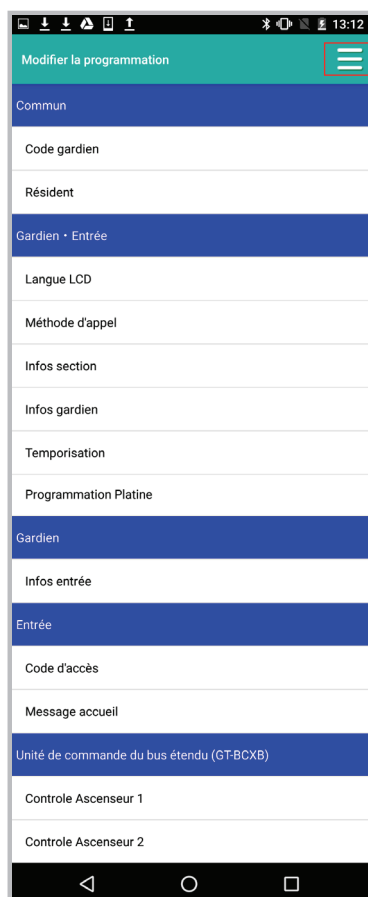 13:12
Modifier la programmation
Commun
Code gardien
Résident
Gardien・Entrée
Langue LCD
Méthode d'appel
Infos section
Infos gardien
Temporisation
Programmation Platine
Gardien
Infos entrée
Entrée
Code d'accès
Message accueil
Unité de commande du bus étendu (GT-BCXB)
Controle Ascenseur 1
Controle Ascenseur 2